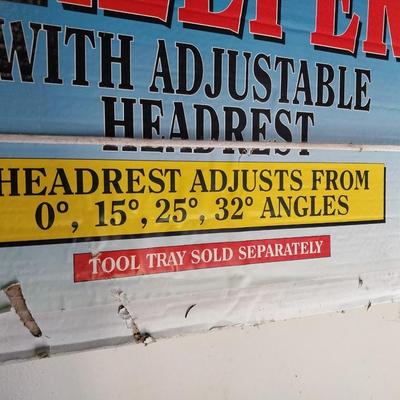 WITH ADJUSTABLE
HEADREST
HEADREST ADJUSTS FROM
0°, 15°, 25°, 32° ANGLES
TOOL TRAY SOLD SEPARATELY